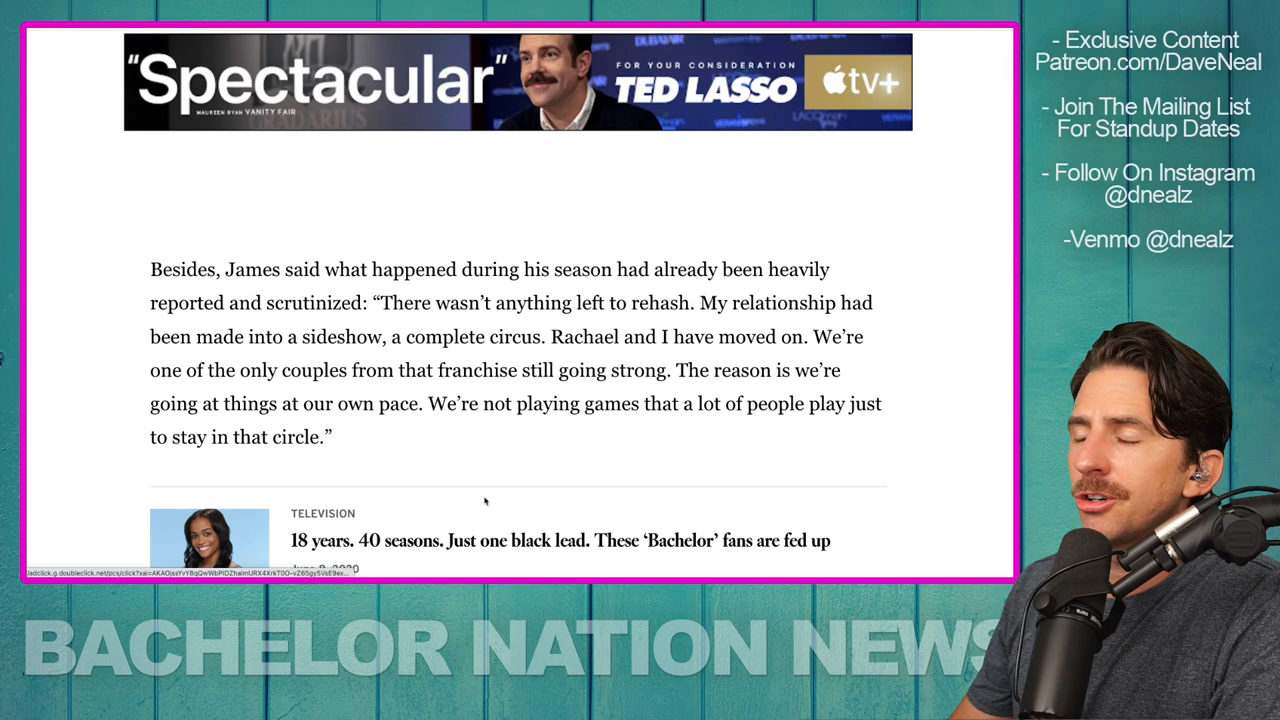 "Spectacular"
MAUREEN RYAN VANITY FAIR
FOR YOUR CONSIDERATION
TED LASSO
tv+
Besides, James said what happened during his season had already been heavily
reported and scrutinized: “There wasn’t anything left to rehash. My relationship had
been made into a sideshow, a complete circus. Rachael and I have moved on. We’re
one of the only couples from that franchise still going strong. The reason is we’re
going at things at our own pace. We’re not playing games that a lot of people play just
to stay in that circle.”
TELEVISION
18 years. 40 seasons. Just one black lead. These ‘Bachelor’ fans are fed up
- Exclusive Content
Patreon.com/DaveNeal
- Join The Mailing List
For Standup Dates
- Follow On Instagram
@dnealz
-Venmo @dnealz
BACHELOR NATION NEWS